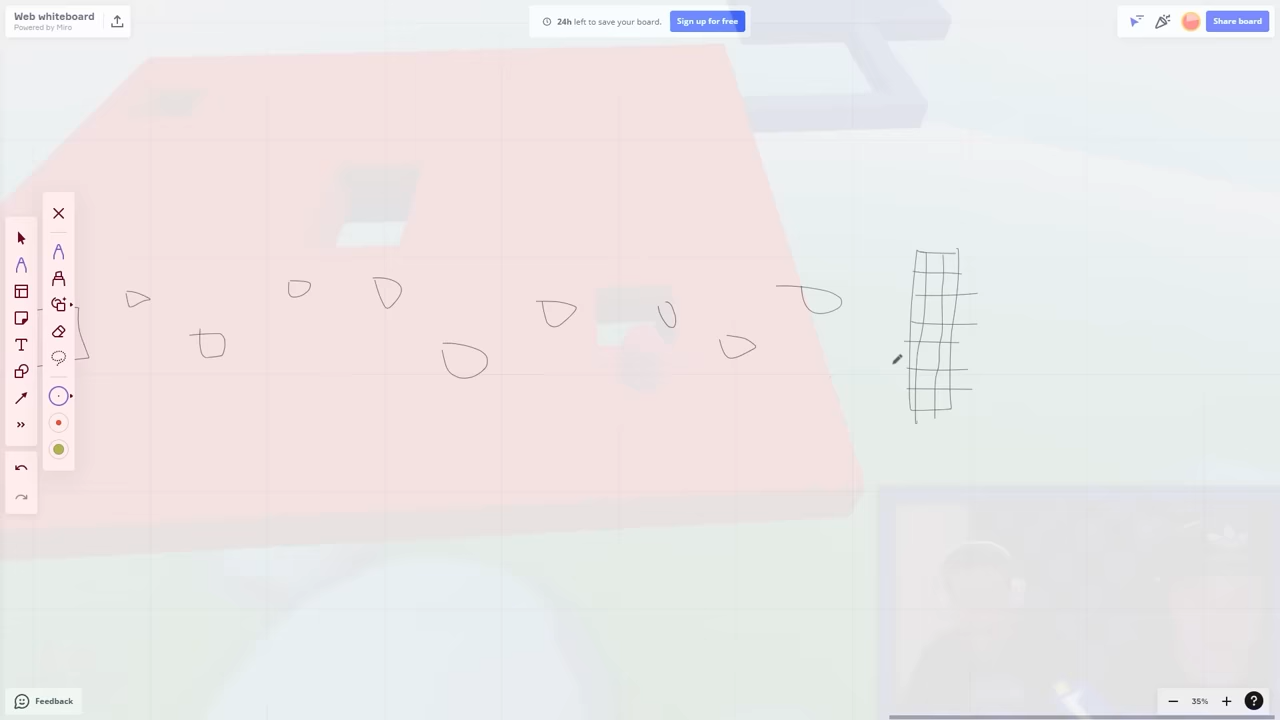 Web whiteboard
Powered by Miro
24h left to save your board.
Sign up for free
Share board
T
Feedback
35%
?